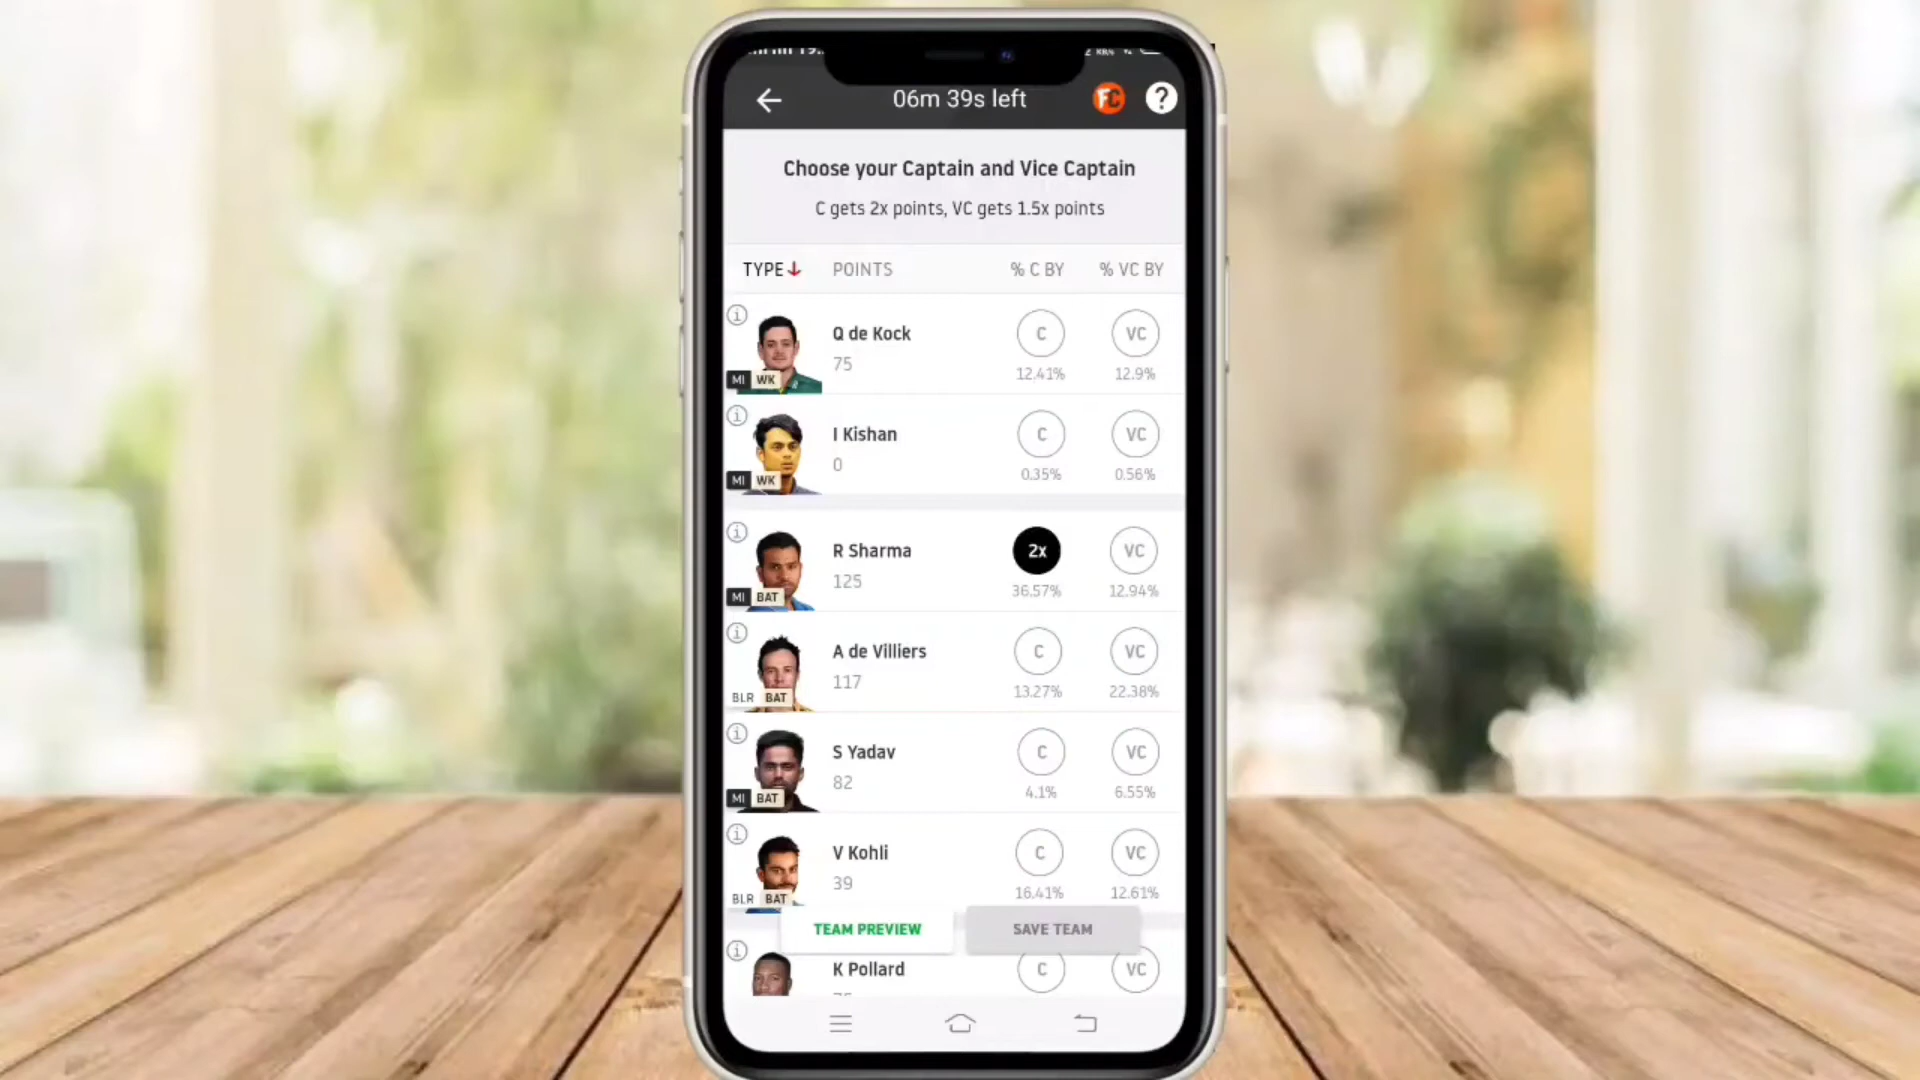 06m 39s left
FC
?
Choose your Captain and Vice Captain
C gets 2x points, VC gets 1.5x points
TYPE POINTS % C BY % VC BY
Q de Kock
75
C
12.41%
VC
12.9%
MI WK
I Kishan
0
C
0.35%
VC
0.56%
MI WK
R Sharma
125
2x
36.57%
VC
12.94%
MI BAT
A de Villiers
117
C
13.27%
VC
22.38%
BLR BAT
S Yadav
82
C
4.1%
VC
6.55%
MI BAT
V Kohli
39
C
16.41%
VC
12.61%
BLR BAT
TEAM PREVIEW
SAVE TEAM
K Pollard
C
VC